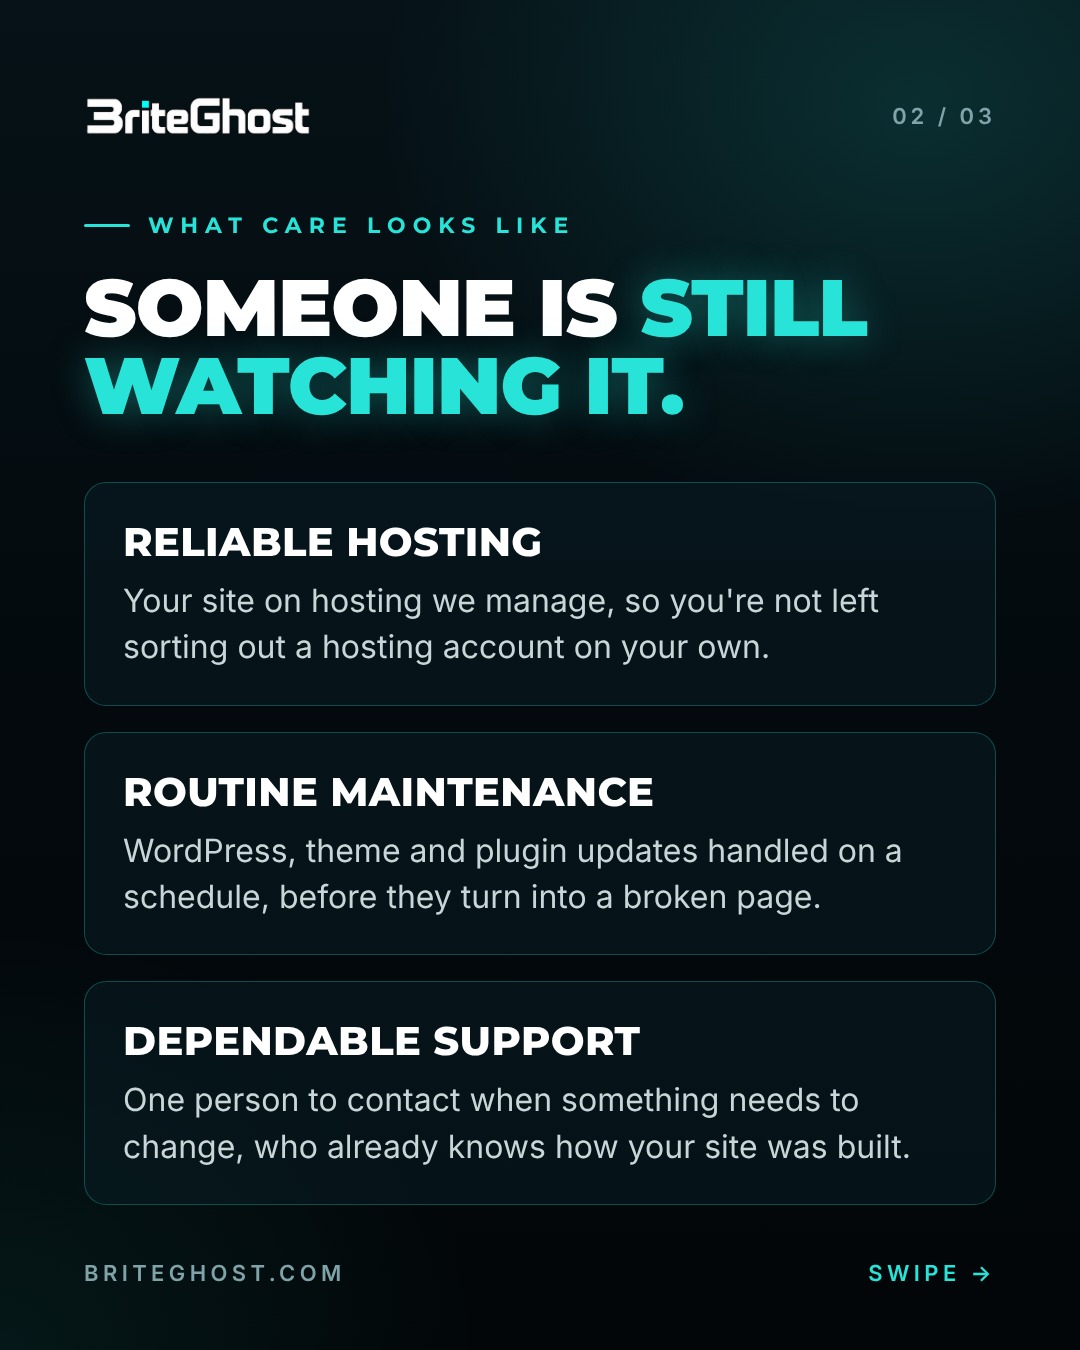 BriteGhost
02 / 03
WHAT CARE LOOKS LIKE
SOMEONE IS STILL
WATCHING IT.
RELIABLE HOSTING
Your site on hosting we manage, so you're not left
sorting out a hosting account on your own.
ROUTINE MAINTENANCE
WordPress, theme and plugin updates handled on a
schedule, before they turn into a broken page.
DEPENDABLE SUPPORT
One person to contact when something needs to
change, who already knows how your site was built.
BRITEGHOST.COM
SWIPE →